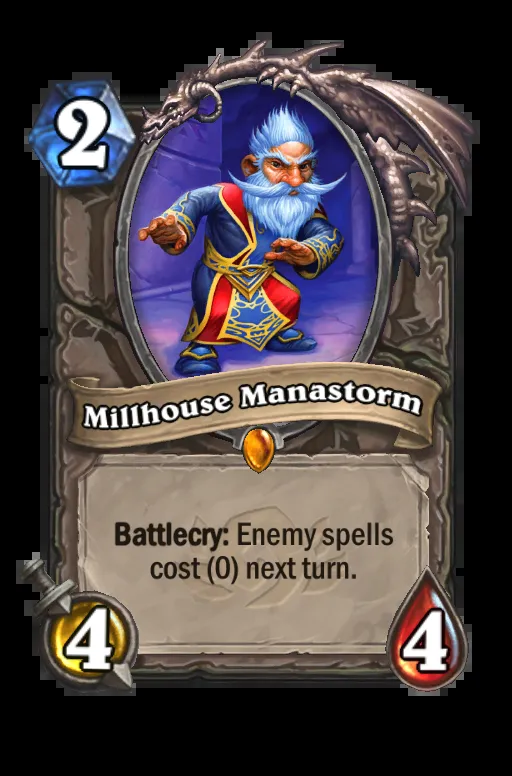 2
Millhouse Manastorm
Battlecry: Enemy spells
cost (0) next turn.
4
4